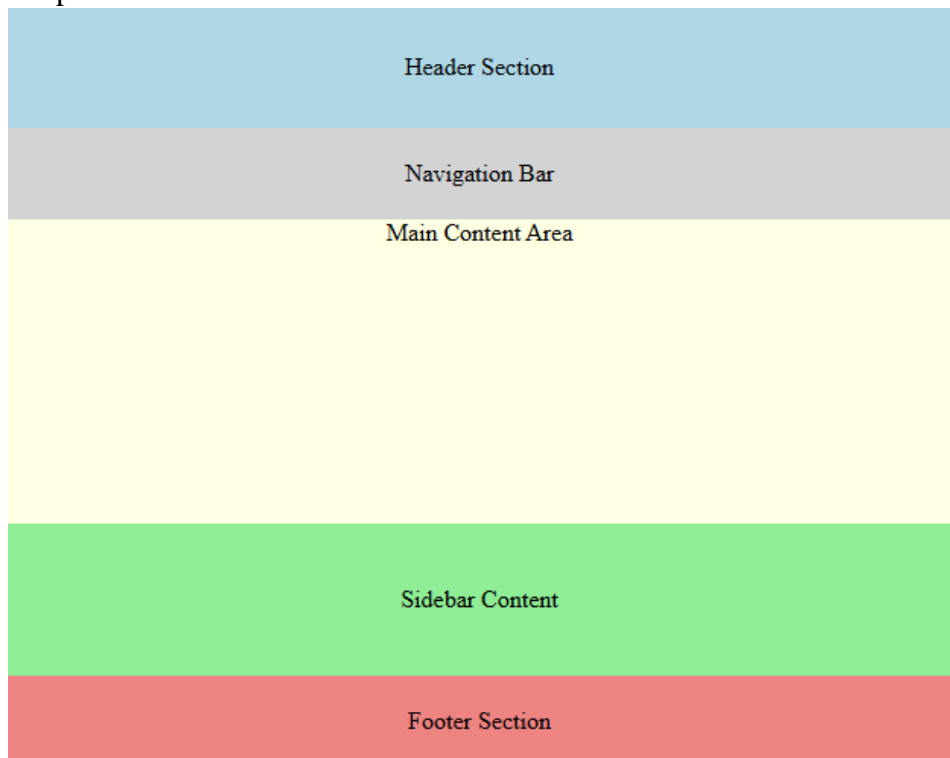 Header Section
Navigation Bar
Main Content Area
Sidebar Content
Footer Section